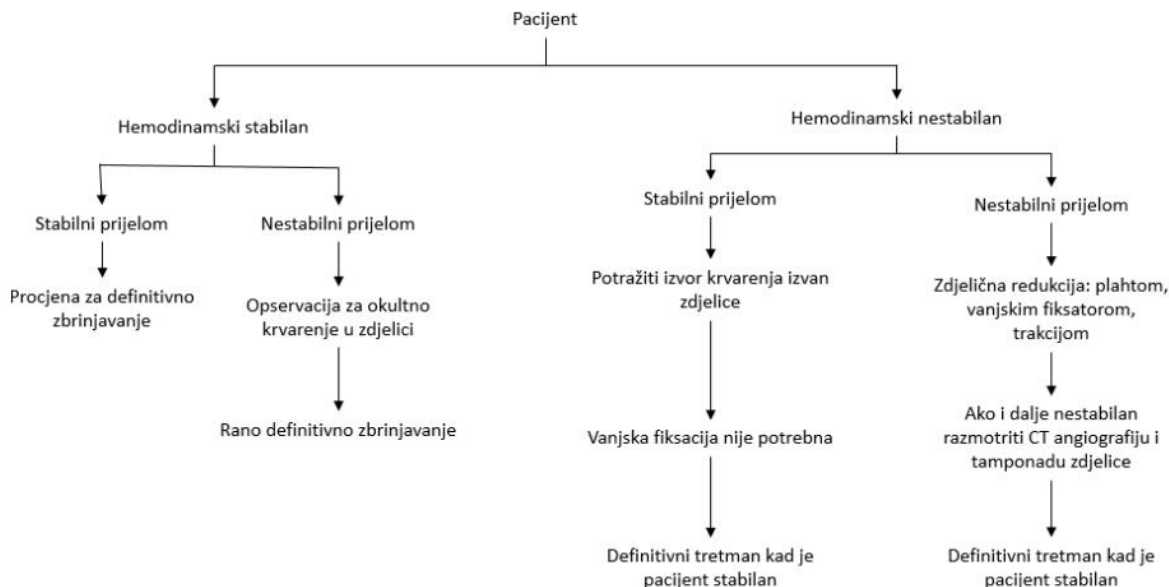 Pacijent
Hemodinamski stabilan
Hemodinamski nestabilan
Stabilni prijelom
Nestabilni prijelom
Stabilni prijelom
Nestabilni prijelom
Procjena za definitivno
zbrinjavanje
Opservacija za okultno
krvarenje u zdjelici
Rano definitivno zbrinjavanje
Potražiti izvor krvarenja izvan
zdjelice
Vanjska fiksacija nije potrebna
Definitivni tretman kad je
pacijent stabilan
Zdjelična redukcija: plahtom,
vanjskim fiksatorom,
trakcijom
Ako i dalje nestabilan
razmotriti CT angiografiju i
tamponadu zdjelice
Definitivni tretman kad je
pacijent stabilan